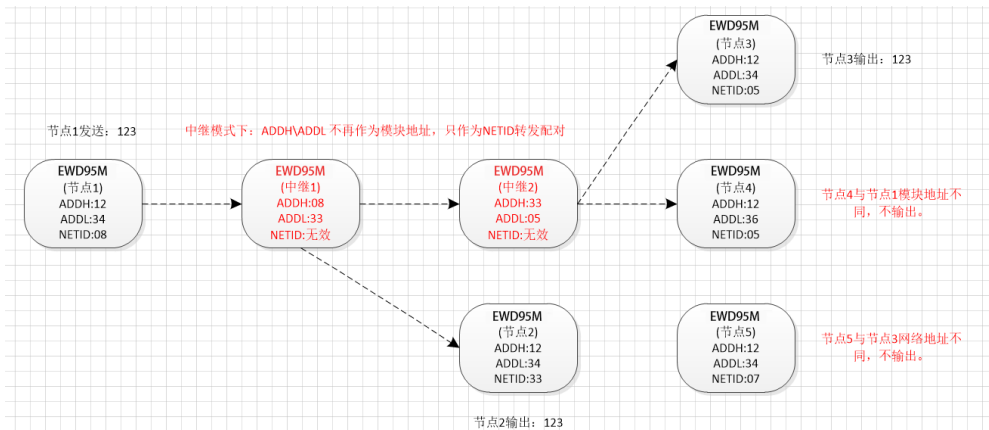 EWD95M
(节点3)
ADDH:12
ADDL:34
NETID:05
节点3输出：123
节点1发送：123
中继模式下：ADDH\ADDL 不再作为模块地址，只作为NETID转发配对
EWD95M
(节点1)
ADDH:12
ADDL:34
NETID:08
EWD95M
(中继1)
ADDH:08
ADDL:33
NETID:无效
EWD95M
(中继2)
ADDH:33
ADDL:05
NETID:无效
EWD95M
(节点4)
ADDH:12
ADDL:36
NETID:05
节点4与节点1模块地址不
同，不输出。
EWD95M
(节点2)
ADDH:12
ADDL:34
NETID:33
EWD95M
(节点5)
ADDH:12
ADDL:34
NETID:07
节点5与节点3网络地址不
同，不输出。
节点2输出：123